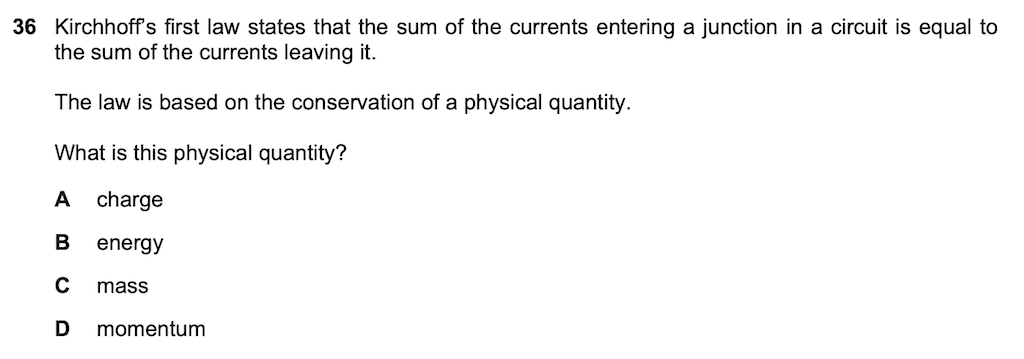 36 Kirchhoff's first law states that the sum of the currents entering a junction in a circuit is equal to
the sum of the currents leaving it.
The law is based on the conservation of a physical quantity.
What is this physical quantity?
A charge
B energy
C mass
D momentum